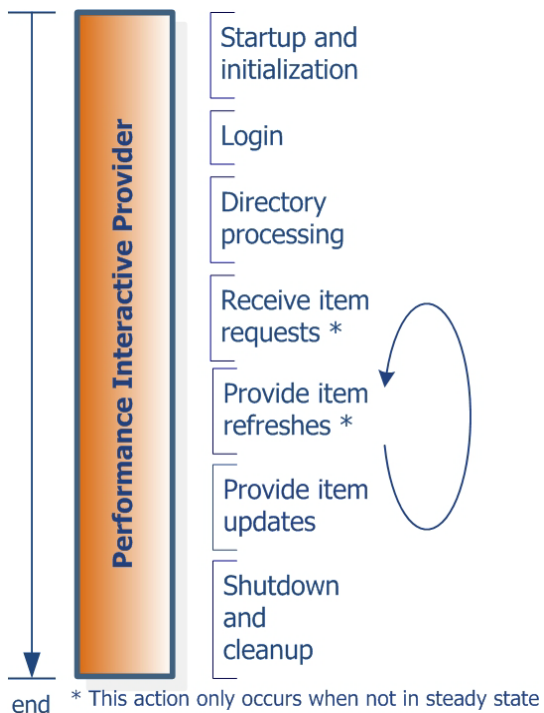 Performance Interactive Provider
Startup and
initialization
Login
Directory
processing
Receive item
requests *
Provide item
refreshes *
Provide item
updates
Shutdown
and
cleanup
end
* This action only occurs when not in steady state